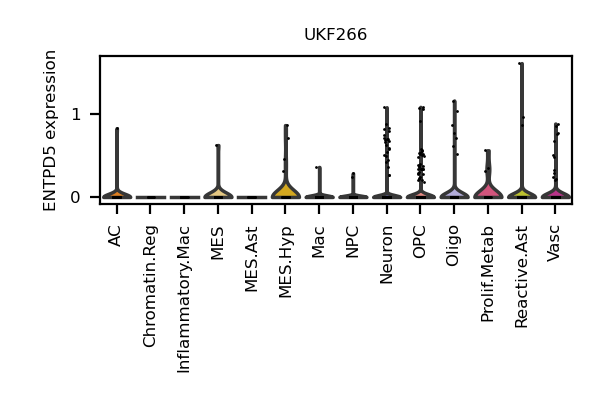 UKF266
ENTPD5 expression
1
0
AC
Chromatin.Reg
Inflammatory.Mac
MES
MES.Ast
MES.Hyp
Mac
NPC
Neuron
OPC
Oligo
Prolif.Metab
Reactive.Ast
Vasc